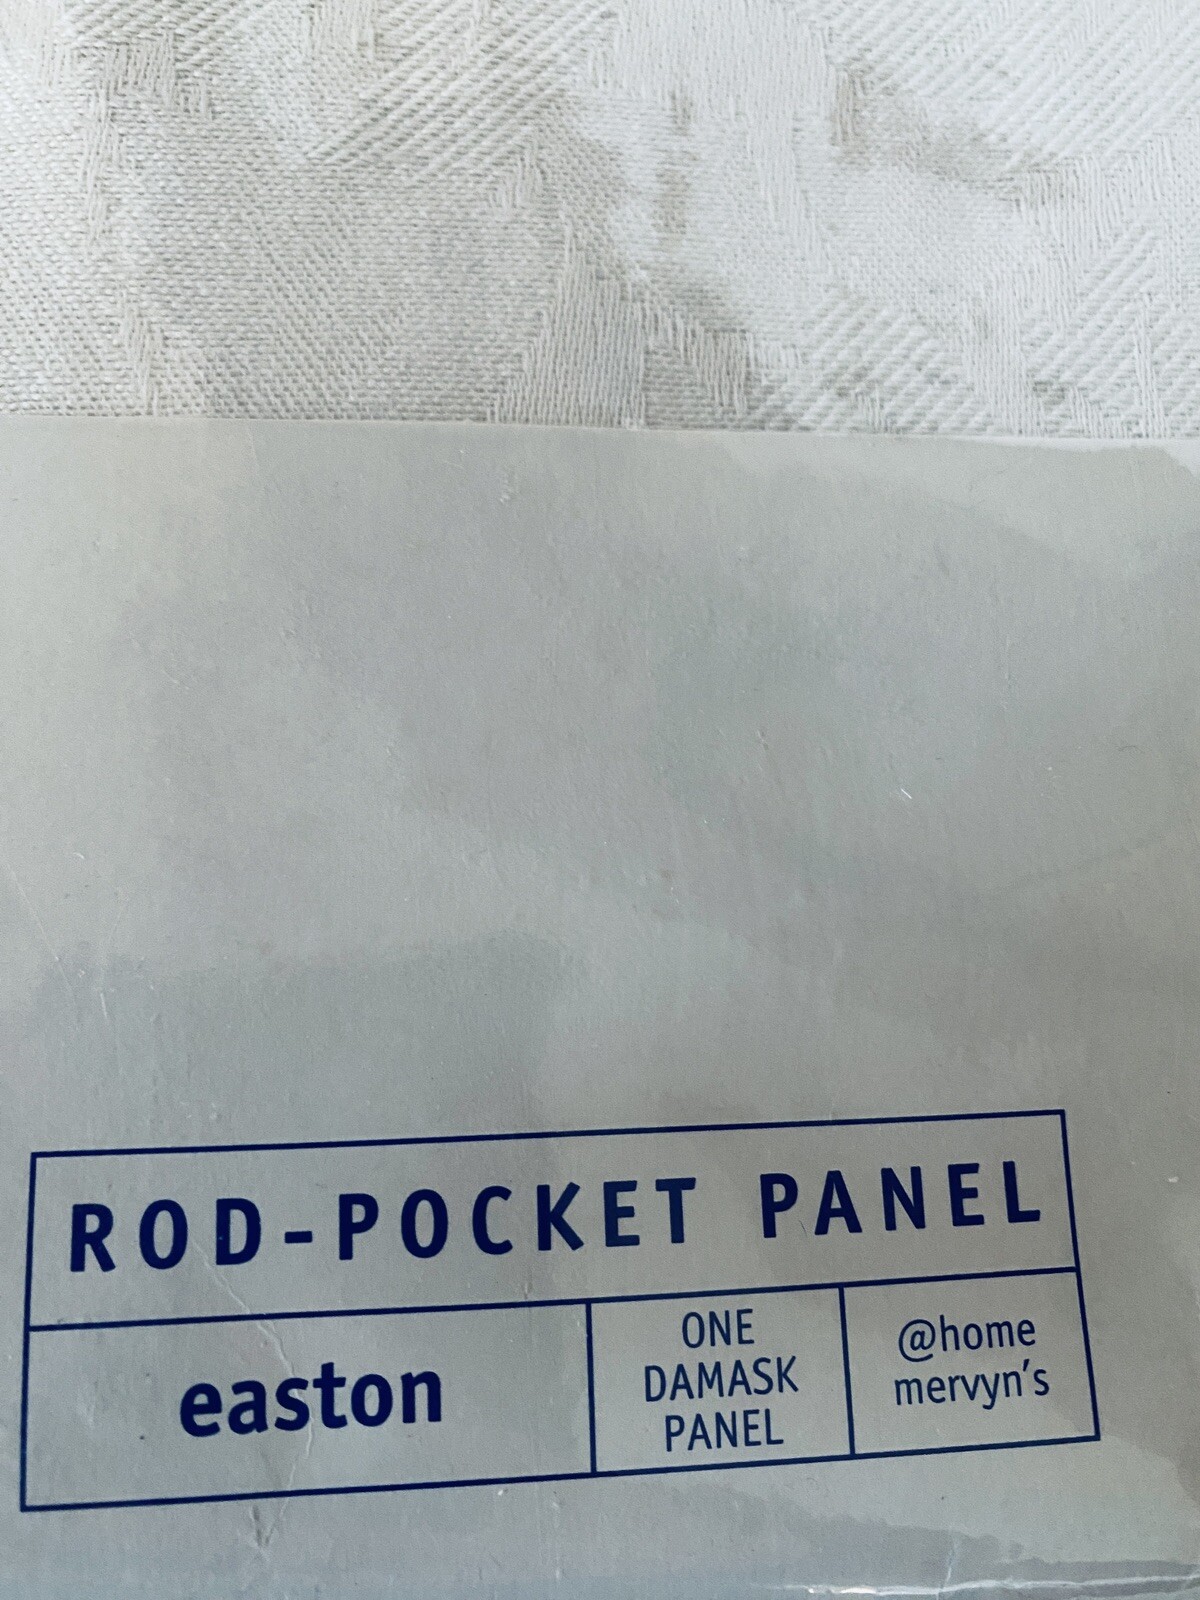 ROD-POCKET PANEL
easton
ONE
DAMASK
PANEL
@home
mervyn's